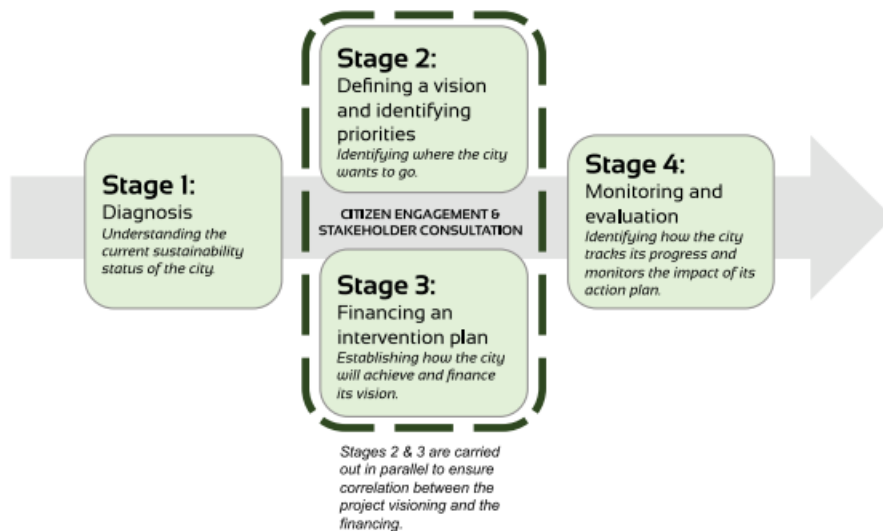 Stage 1:
Diagnosis
Understanding the
current sustainability
status of the city.
Stage 2:
Defining a vision
and identifying
priorities
Identifying where the city
wants to go.
CITIZEN ENGAGEMENT &
STAKEHOLDER CONSULTATION
Stage 3:
Financing an
intervention plan
Establishing how the city
will achieve and finance
its vision.
Stages 2 & 3 are carried
out in parallel to ensure
correlation between the
project visioning and the
financing.
Stage 4:
Monitoring and
evaluation
Identifying how the city
tracks its progress and
monitors the impact of its
action plan.